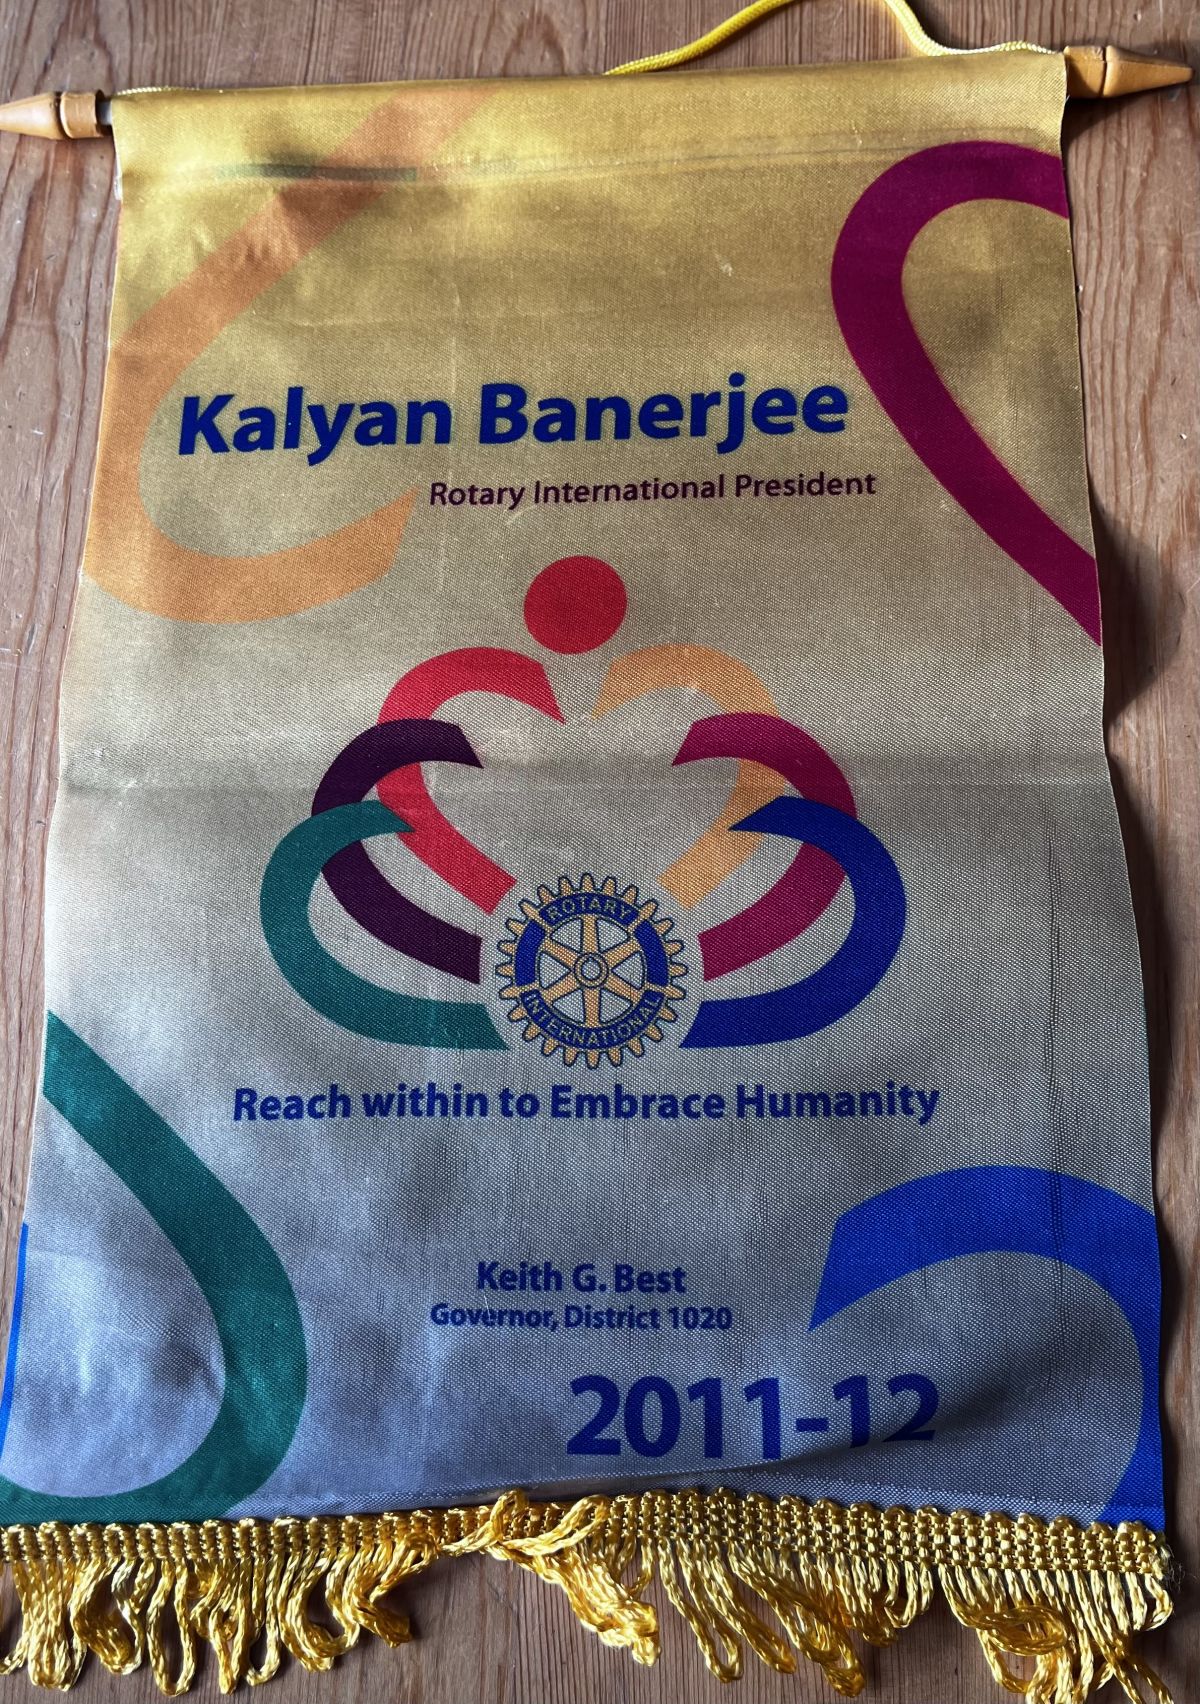 Kalyan Banerjee
Rotary International President
ROTARY
INTERNATIONAL
Reach within to Embrace Humanity
Keith G. Best
Governor, District 1020
2011-12